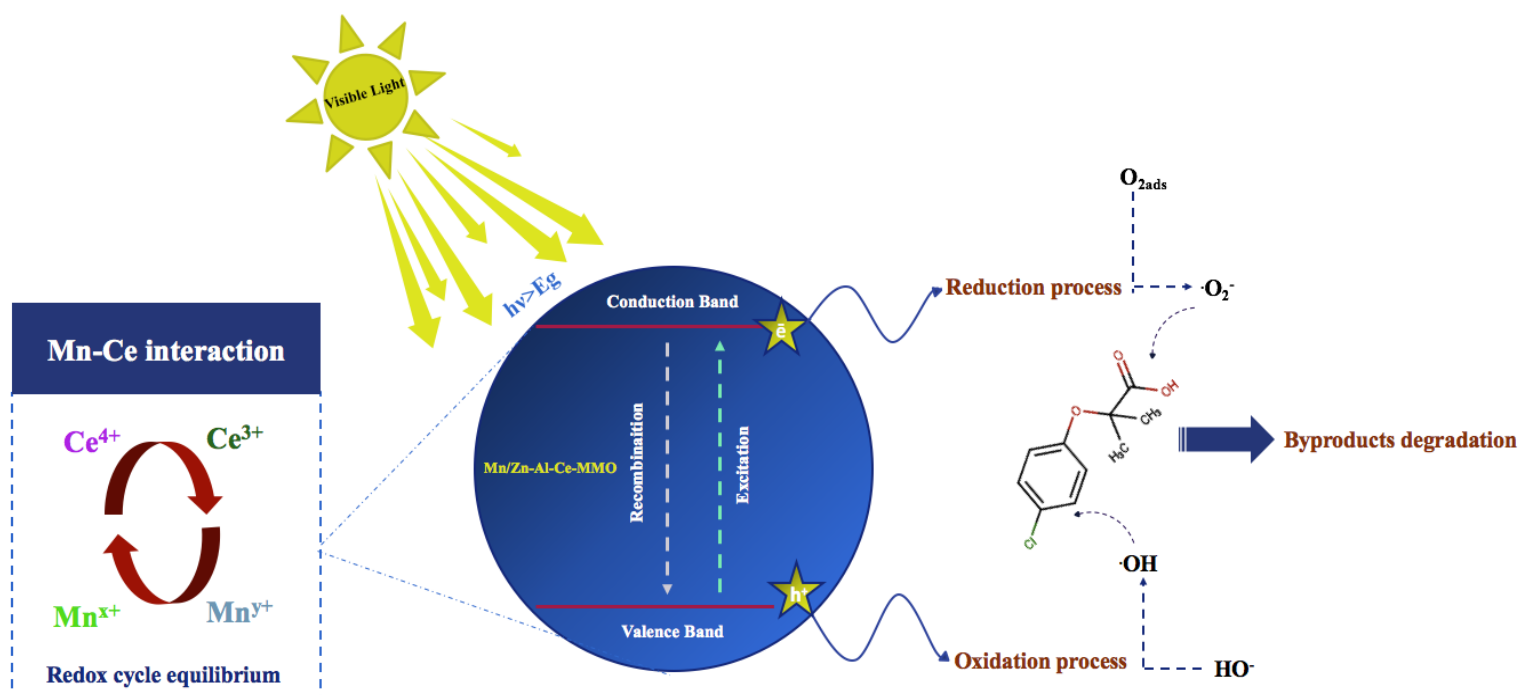 Visible Light
hν>Eg
Mn-Ce interaction
Ce⁴⁺
Ce³⁺
Mnˣ⁺
Mnʸ⁺
Redox cycle equilibrium
Conduction Band
ē
Mn/Zn-Al-Ce-MMO
Recombinaition
Excitation
h⁺
Valence Band
O₂ads
Reduction process
·O₂⁻
O
OH
O
CH₃
H₃C
Cl
Byproducts degradation
·OH
Oxidation process
HO⁻